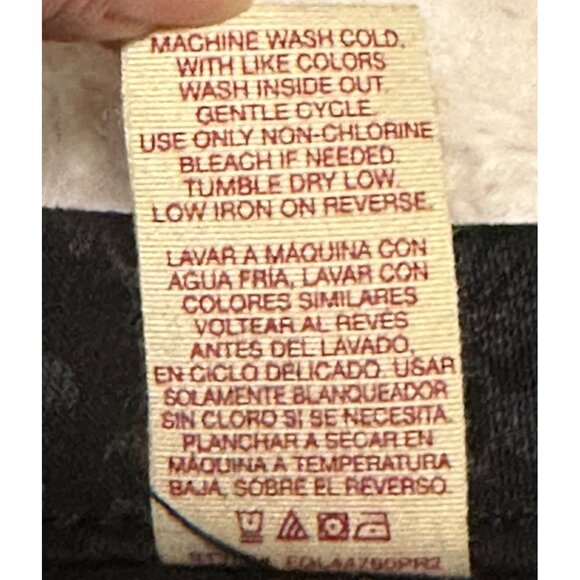 MACHINE WASH COLD,
WITH LIKE COLORS
WASH INSIDE OUT.
GENTLE CYCLE
USE ONLY NON-CHLORINE
BLEACH IF NEEDED.
TUMBLE DRY LOW.
LOW IRON ON REVERSE.
LAVAR A MÁQUINA CON
AGUA FRÍA, LAVAR CON
COLORES SIMILARES
VOLTEAR AL REVÉS
ANTES DEL LAVADO,
EN CICLO DELICADO. USAR
SOLAMENTE BLANQUEADOR
SIN CLORO SI SE NECESITA.
PLANCHAR A SECAR EN
MÁQUINA A TEMPERATURA
BAJA, SOBRE EL REVERSO.